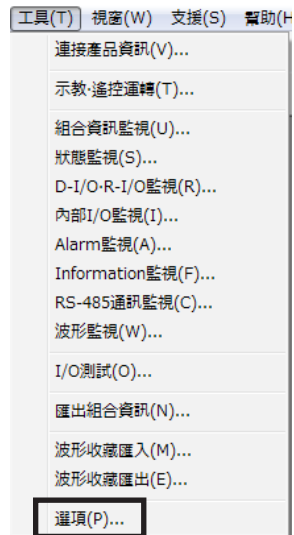 工具(T) 視窗(W) 支援(S) 幫助(H
連接產品資訊(V)...
示教·遙控運轉(T)...
組合資訊監視(U)...
狀態監視(S)...
D-I/O·R-I/O監視(R)...
內部I/O監視(I)...
Alarm監視(A)...
Information監視(F)...
RS-485通訊監視(C)...
波形監視(W)...
I/O測試(O)...
匯出組合資訊(N)...
波形收藏匯入(M)...
波形收藏匯出(E)...
選項(P)...